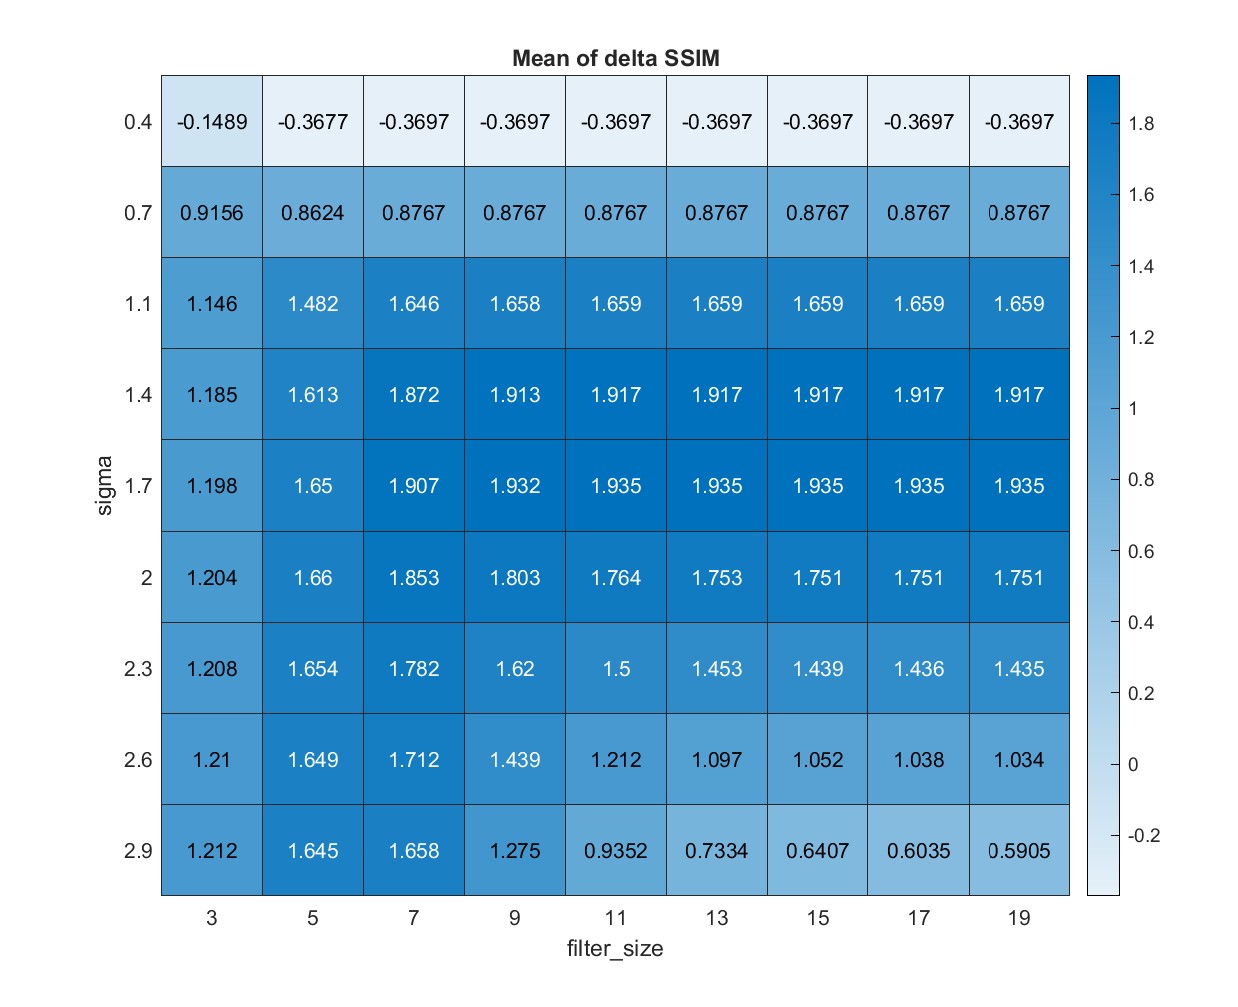 Mean of delta SSIM
0.4 -0.1489 -0.3677 -0.3697 -0.3697 -0.3697 -0.3697 -0.3697 -0.3697 -0.3697
0.7 0.9156 0.8624 0.8767 0.8767 0.8767 0.8767 0.8767 0.8767 0.8767
1.1 1.146 1.482 1.646 1.658 1.659 1.659 1.659 1.659 1.659
1.4 1.185 1.613 1.872 1.913 1.917 1.917 1.917 1.917 1.917
1.7 1.198 1.65 1.907 1.932 1.935 1.935 1.935 1.935 1.935
2 1.204 1.66 1.853 1.803 1.764 1.753 1.751 1.751 1.751
2.3 1.208 1.654 1.782 1.62 1.5 1.453 1.439 1.436 1.435
2.6 1.21 1.649 1.712 1.439 1.212 1.097 1.052 1.038 1.034
2.9 1.212 1.645 1.658 1.275 0.9352 0.7334 0.6407 0.6035 0.5905
3 5 7 9 11 13 15 17 19
filter_size
sigma
1.8
1.6
1.4
1.2
1
0.8
0.6
0.4
0.2
0
-0.2